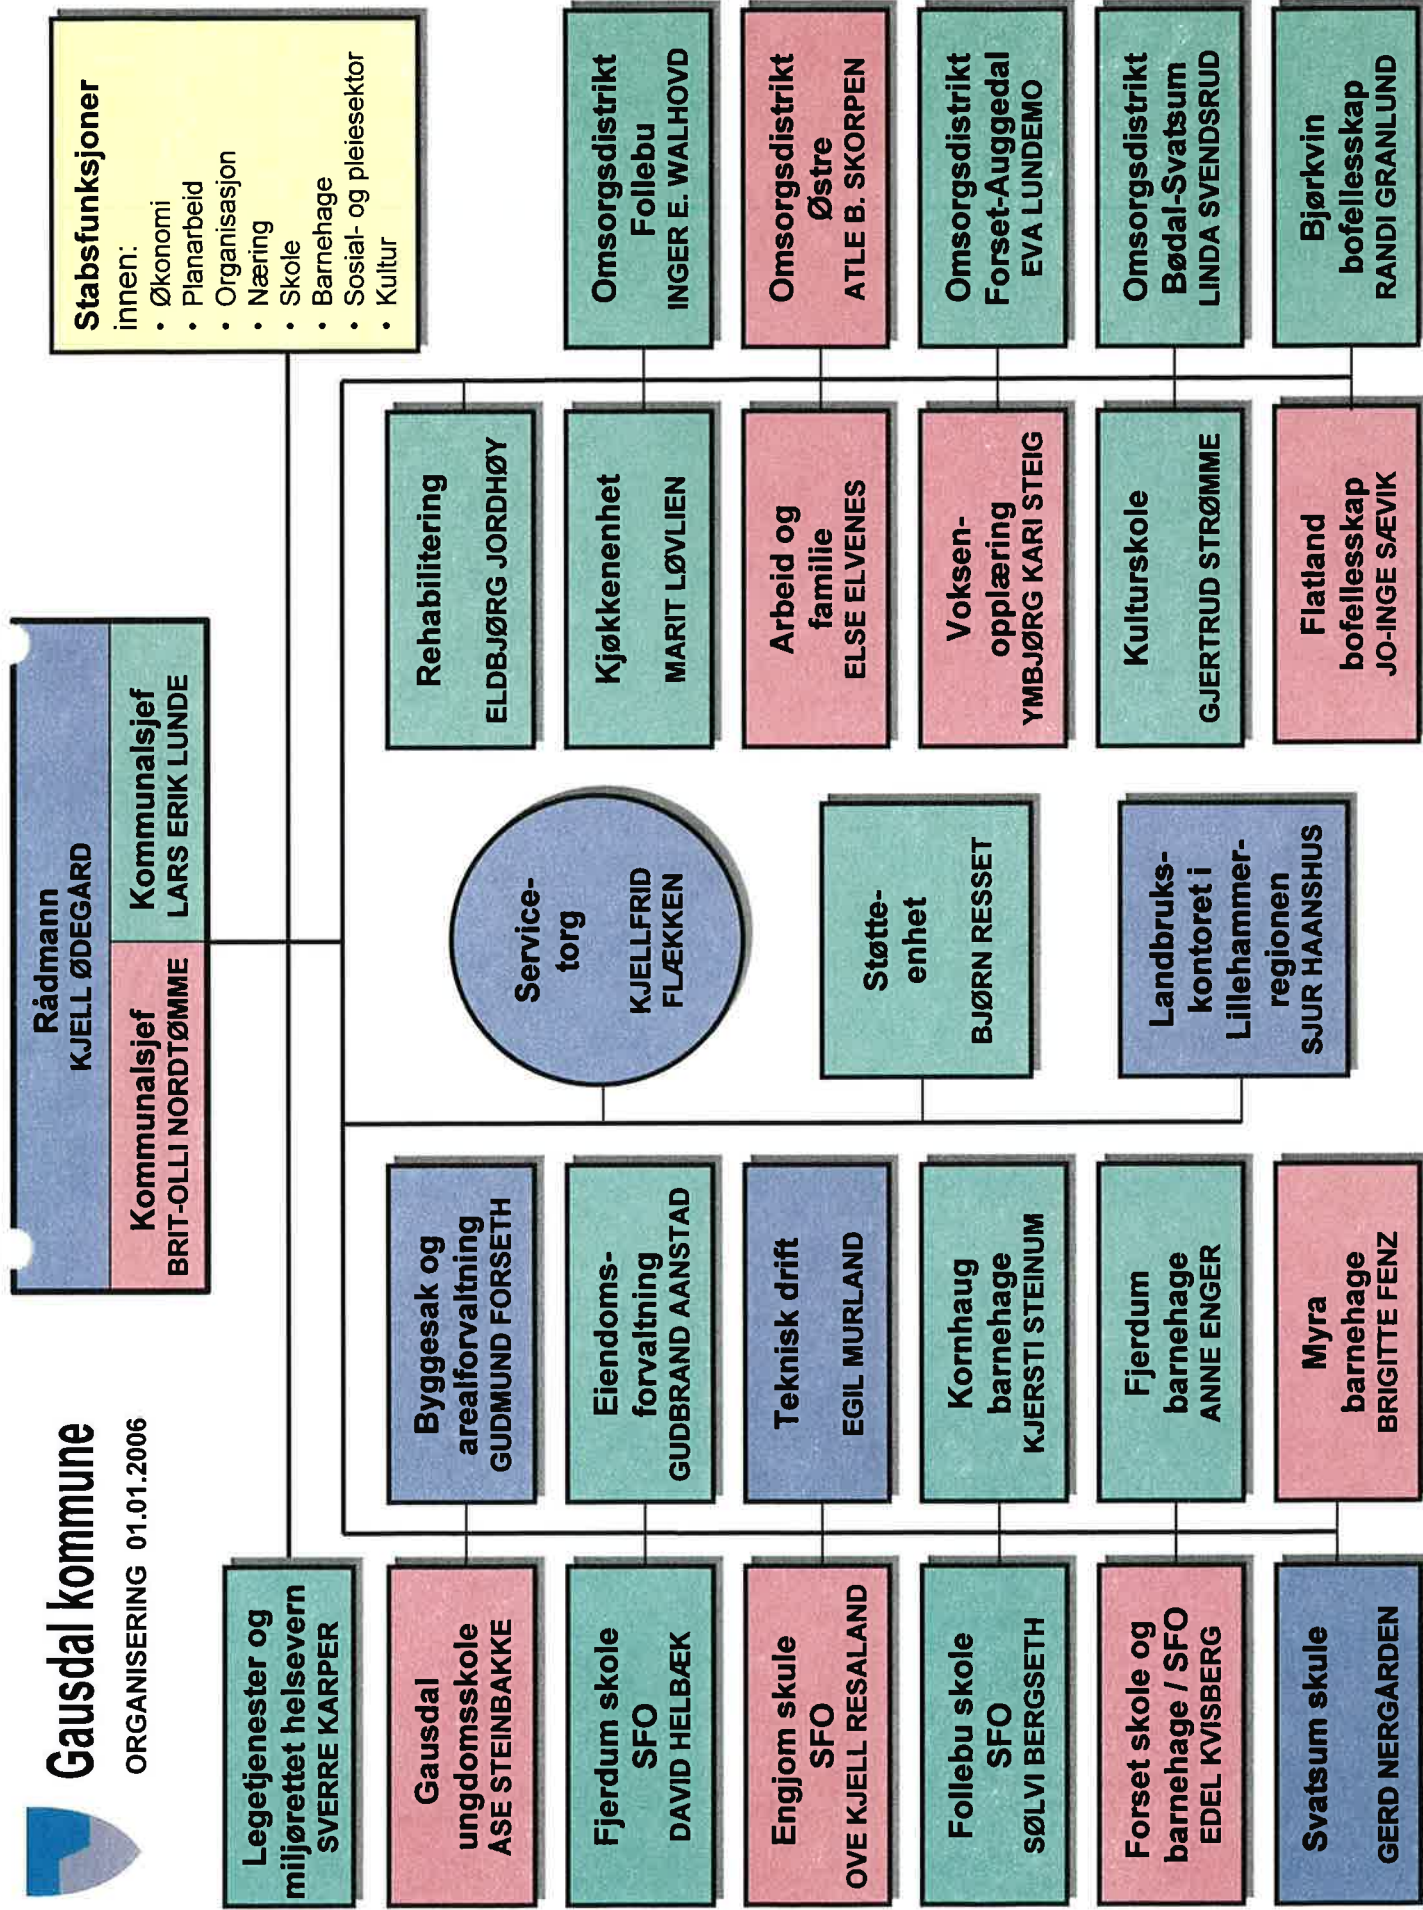 Gausdal kommune
ORGANISERING 01.01.2006
Rådmann
KJELL ØDEGÅRD
Kommunalsjef
BRIT-OLLI NORDTØMME
Kommunalsjef
LARS ERIK LUNDE
Stabsfunksjoner
innen:
• Økonomi
• Planarbeid
• Organisasjon
• Næring
• Skole
• Barnehage
• Sosial- og pleiesektor
• Kultur
Legetjenester og
miljørettet helsevern
SVERRE KARPER
Gausdal
ungdomsskole
ÅSE STEINBAKKE
Fjerdum skole
SFO
DAVID HELBÆK
Engjom skule
SFO
OVE KJELL RESALAND
Follebu skole
SFO
SØLVI BERGSETH
Forset skole og
barnehage / SFO
EDEL KVISBERG
Svatsum skule
GERD NERGÅRDEN
Byggesak og
arealforvaltning
GUDMUND FORSETH
Eiendoms-
forvaltning
GUDBRAND AANSTAD
Teknisk drift
EGIL MURLAND
Kornhaug
barnehage
KJERSTI STEINUM
Fjerdum
barnehage
ANNE ENGER
Myra
barnehage
BRIGITTE FENZ
Service-
torg
KJELLFRID
FLÆKKEN
Støtte-
enhet
BJØRN RESSET
Landbruks-
kontoret i
Lillehammer-
regionen
SJUR HAANSHUS
Rehabilitering
ELDBJØRG JORDHØY
Kjøkkenenhet
MARIT LØVLIEN
Arbeid og
familie
ELSE ELVENES
Voksen-
opplæring
YMBJØRG KARI STEIG
Kulturskole
GJERTRUD STRØMME
Flatland
bofellesskap
JO-INGE SÆVIK
Omsorgsdistrikt
Follebu
INGER E. WALHOVD
Omsorgsdistrikt
Østre
ATLE B. SKORPEN
Omsorgsdistrikt
Forset-Auggedal
EVA LUNDEMO
Omsorgsdistrikt
Bødal-Svatsum
LINDA SVENDSRUD
Bjørkvin
bofellesskap
RANDI GRANLUND